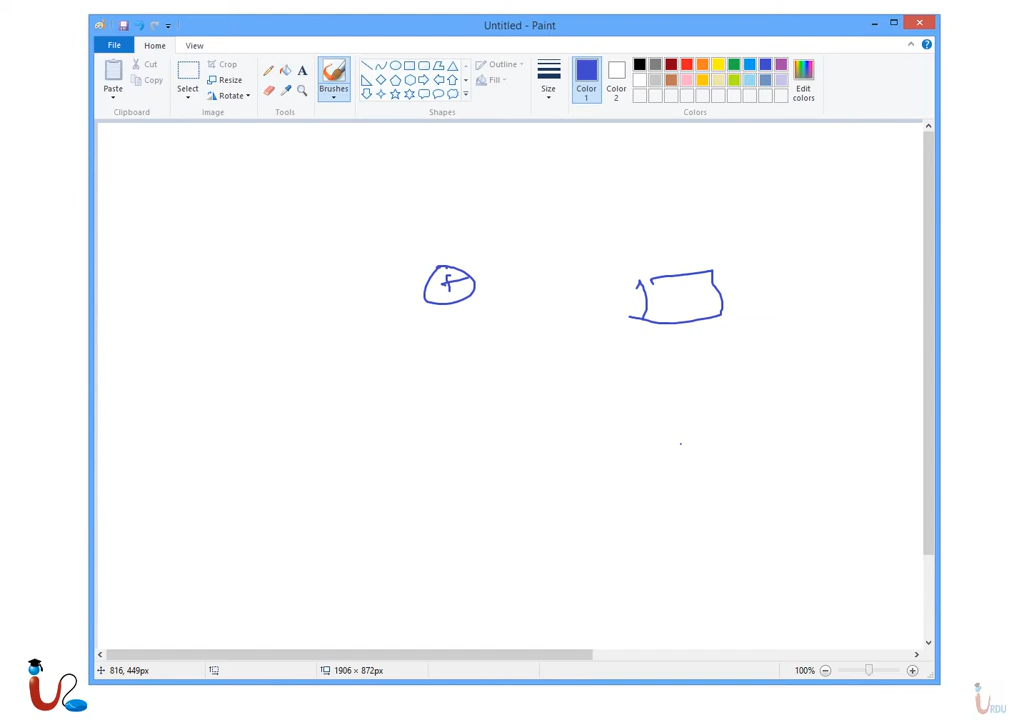 Untitled - Paint
File Home View
Paste
Cut
Copy
Clipboard
Select
Crop
Resize
Rotate
Image
A
Tools
Brushes
Outline
Fill
Shapes
Size
Color 1
Color 2
Edit colors
Colors
816, 449px
1906 × 872px
100%
URDU